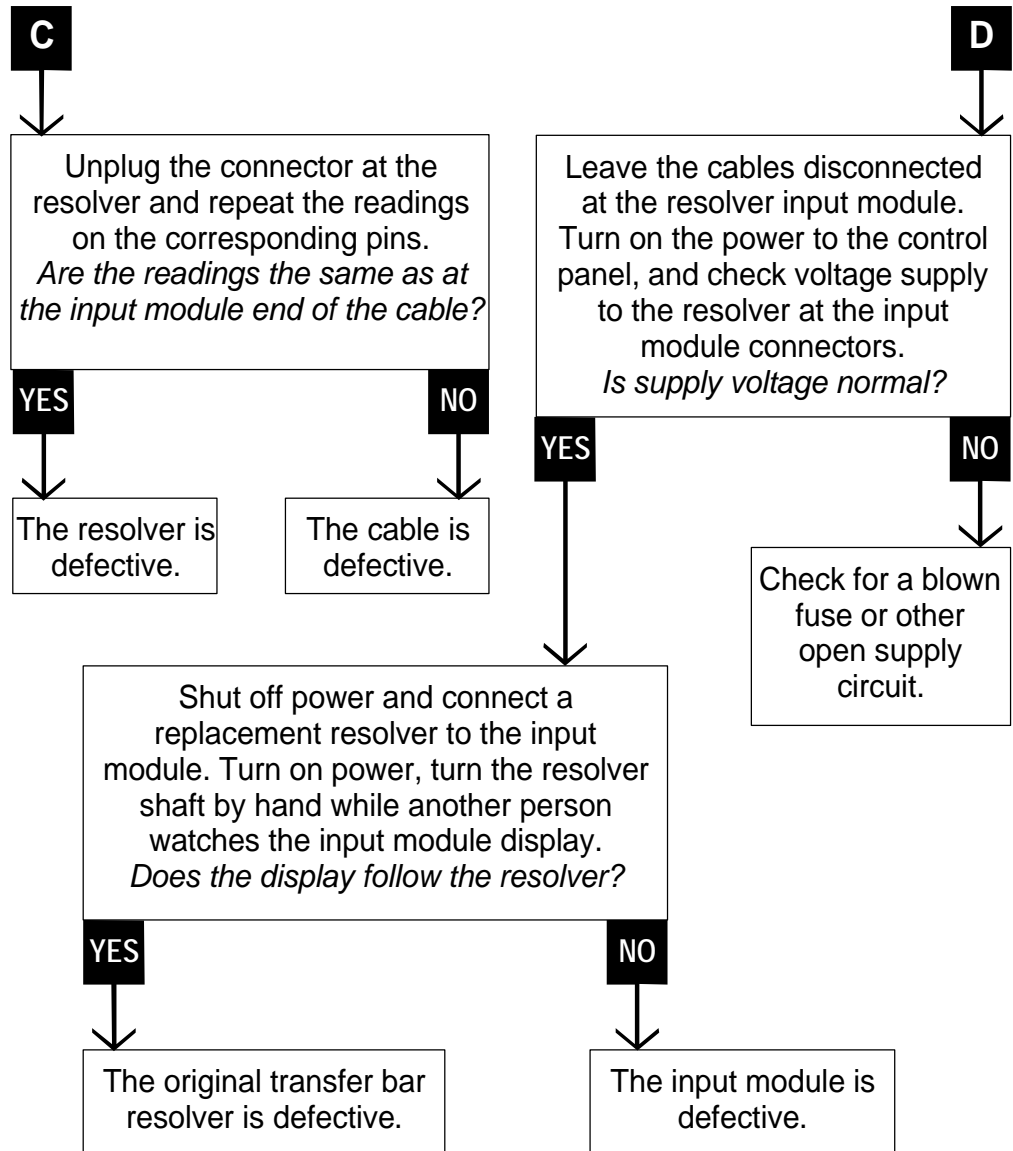 C
Unplug the connector at the
resolver and repeat the readings
on the corresponding pins.
Are the readings the same as at
the input module end of the cable?
YES
NO
The resolver is
defective.
The cable is
defective.
D
Leave the cables disconnected
at the resolver input module.
Turn on the power to the control
panel, and check voltage supply
to the resolver at the input
module connectors.
Is supply voltage normal?
YES
NO
Check for a blown
fuse or other
open supply
circuit.
Shut off power and connect a
replacement resolver to the input
module. Turn on power, turn the resolver
shaft by hand while another person
watches the input module display.
Does the display follow the resolver?
YES
NO
The original transfer bar
resolver is defective.
The input module is
defective.